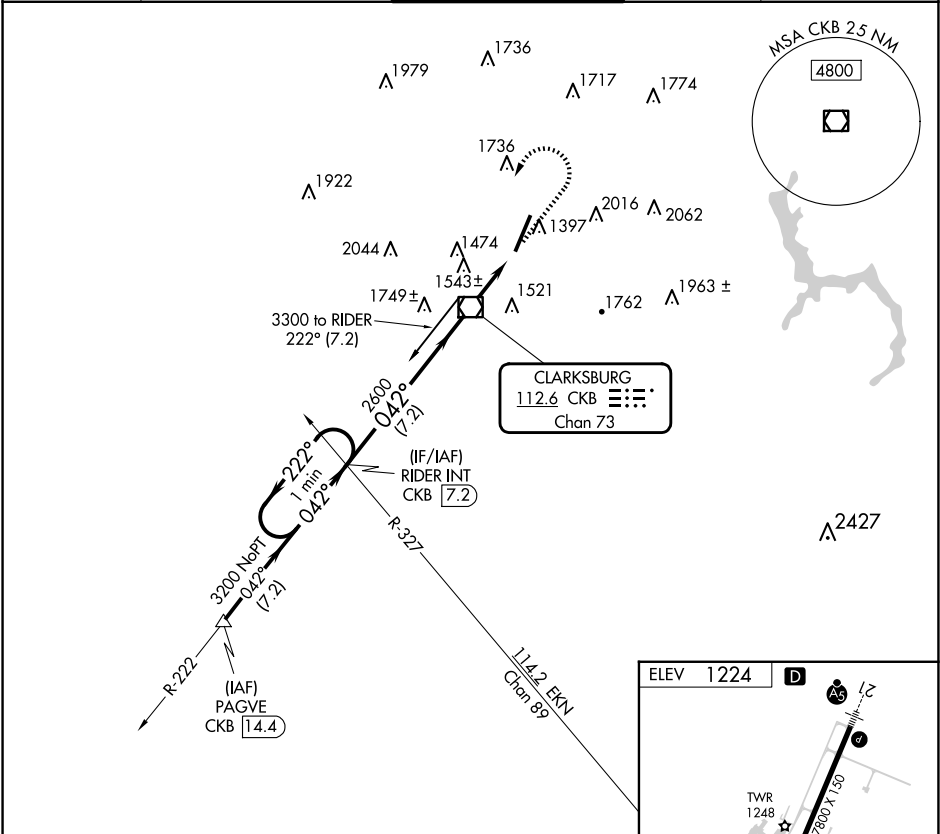 MSA CKB 25 NM
4800
1736
1979
1717
1774
1736
1922
2016
2062
1397
2044
1474
1543 ±
1749 ±
1521
1762
1963 ±
3300 to RIDER
222° (7.2)
CLARKSBURG
112.6 CKB
Chan 73
2600
042°
(7.2)
(IF/IAF)
RIDER INT
CKB 7.2
222°
1 min
042°
R-327
2427
3200 NoPT
042°
(7.2)
R-222
(IAF)
PAGVE
CKB 14.4
114.2 EKN
Chan 89
ELEV 1224 D
A5
21
P
TWR
1248
7800 X 150